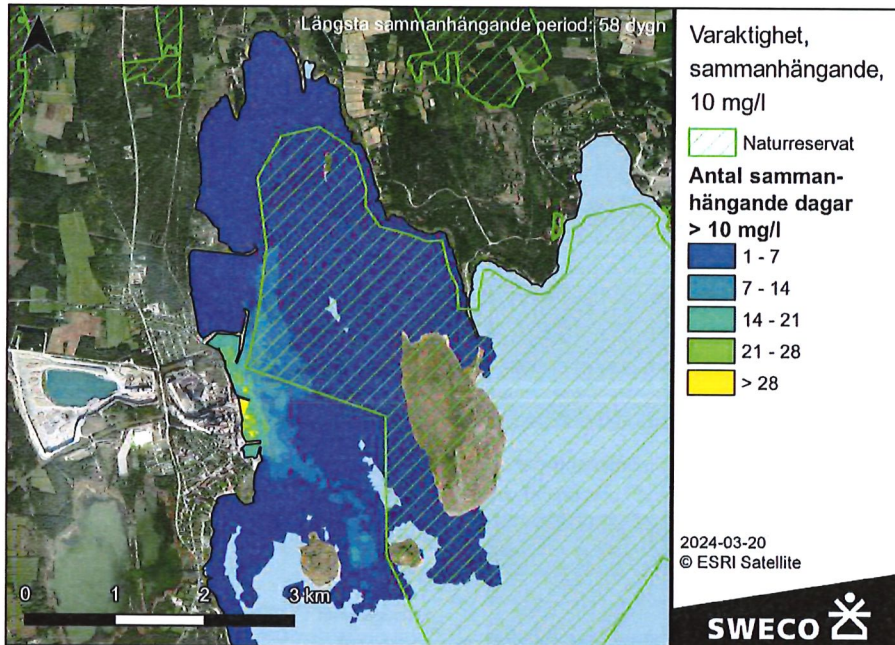 Längsta sammanhängande period: 58 dygn
Varaktighet,
sammanhängande,
10 mg/l
Naturreservat
Antal samman-
hängande dagar
> 10 mg/l
1 - 7
7 - 14
14 - 21
21 - 28
> 28
0 1 2 3 km
2024-03-20
© ESRI Satellite
SWECO